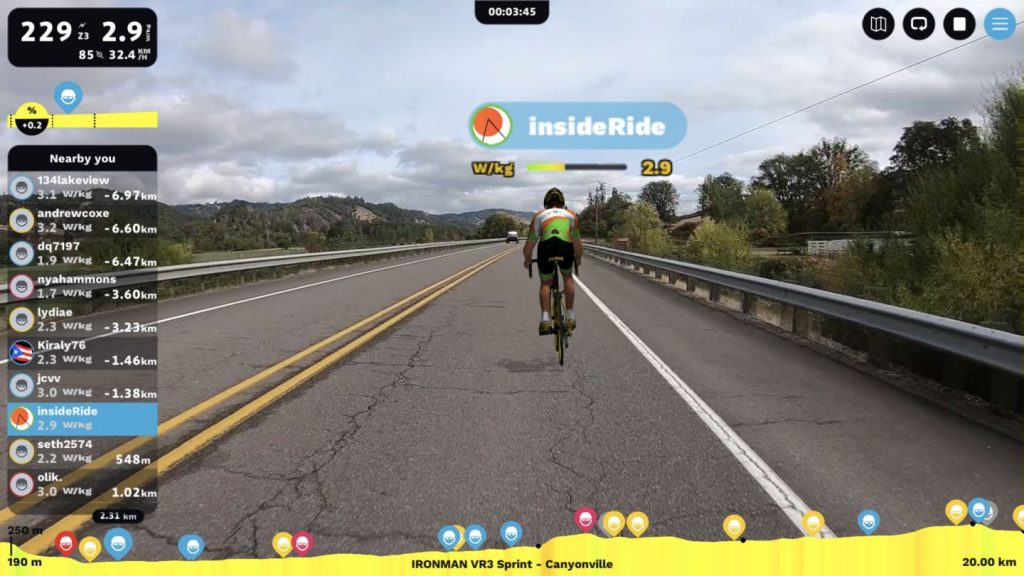 229 Z3 2.9 W/kg
85 32.4 KM/H
00:03:45
%
+0.2
insideRide
W/kg 2.9
Nearby you
134lakeview
3.1 W/kg -6.97km
andrewcoxe
3.2 W/kg -6.60km
dq7197
1.9 W/kg -6.47km
nyahammons
1.7 W/kg -3.60km
lydiae
2.3 W/kg -3.23km
Kiraly76
2.3 W/kg -1.46km
jcvv
3.0 W/kg -1.38km
insideRide
2.9 W/kg
seth2574
2.2 W/kg 548m
olik.
3.0 W/kg 1.02km
2.31 km
250 m
190 m
IRONMAN VR3 Sprint - Canyonville
20.00 km